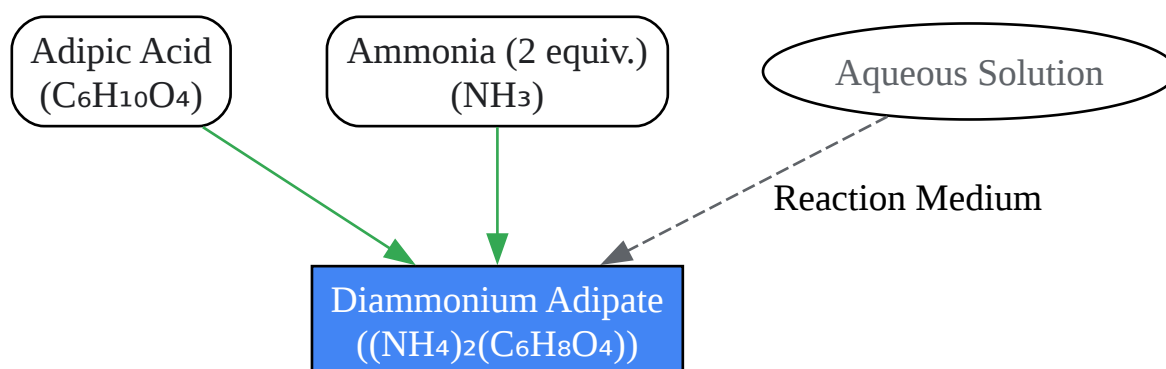 Adipic Acid
(C₆H₁₀O₄)
Ammonia (2 equiv.)
(NH₃)
Aqueous Solution
Reaction Medium
Diammonium Adipate
((NH₄)₂(C₆H₈O₄))